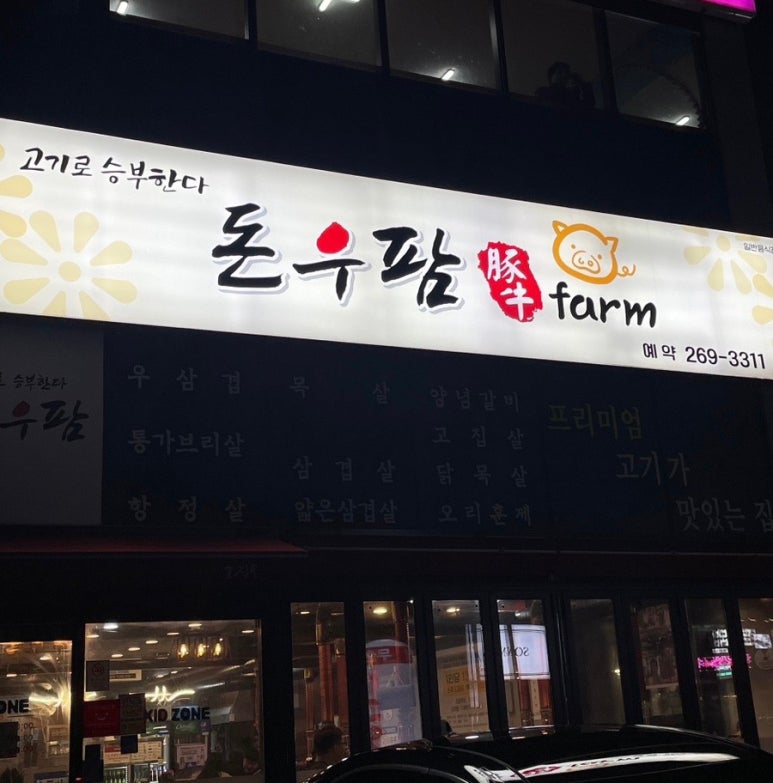 고기로 승부한다
돈우팜 豚牛 farm
예약 269-3311
승부한다
우팜
우삼겹 목살 양념갈비
통가브리살 삼겹살 고집살
항정살 얇은삼겹살 닭목살
오리훈제
프리미엄
고기가
맛있는 집
ZONE
KID ZONE